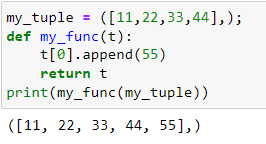 my_tuple = ([11,22,33,44],);
def my_func(t):
    t[0].append(55)
    return t
print(my_func(my_tuple))
([11, 22, 33, 44, 55],)